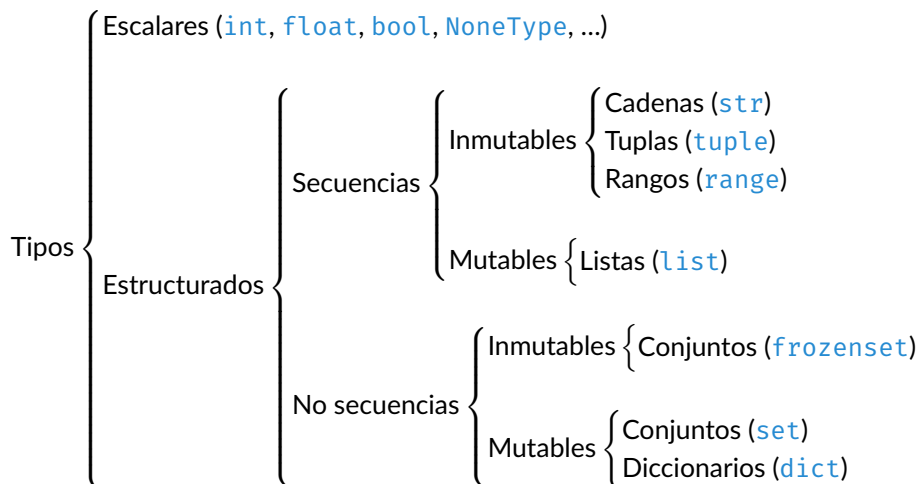 Escalares (int, float, bool, NoneType, …)
Cadenas (str)
Inmutables
Tuplas (tuple)
Secuencias
Rangos (range)
Tipos
Mutables
Listas (list)
Estructurados
Inmutables
Conjuntos (frozenset)
No secuencias
Mutables
Conjuntos (set)
Diccionarios (dict)